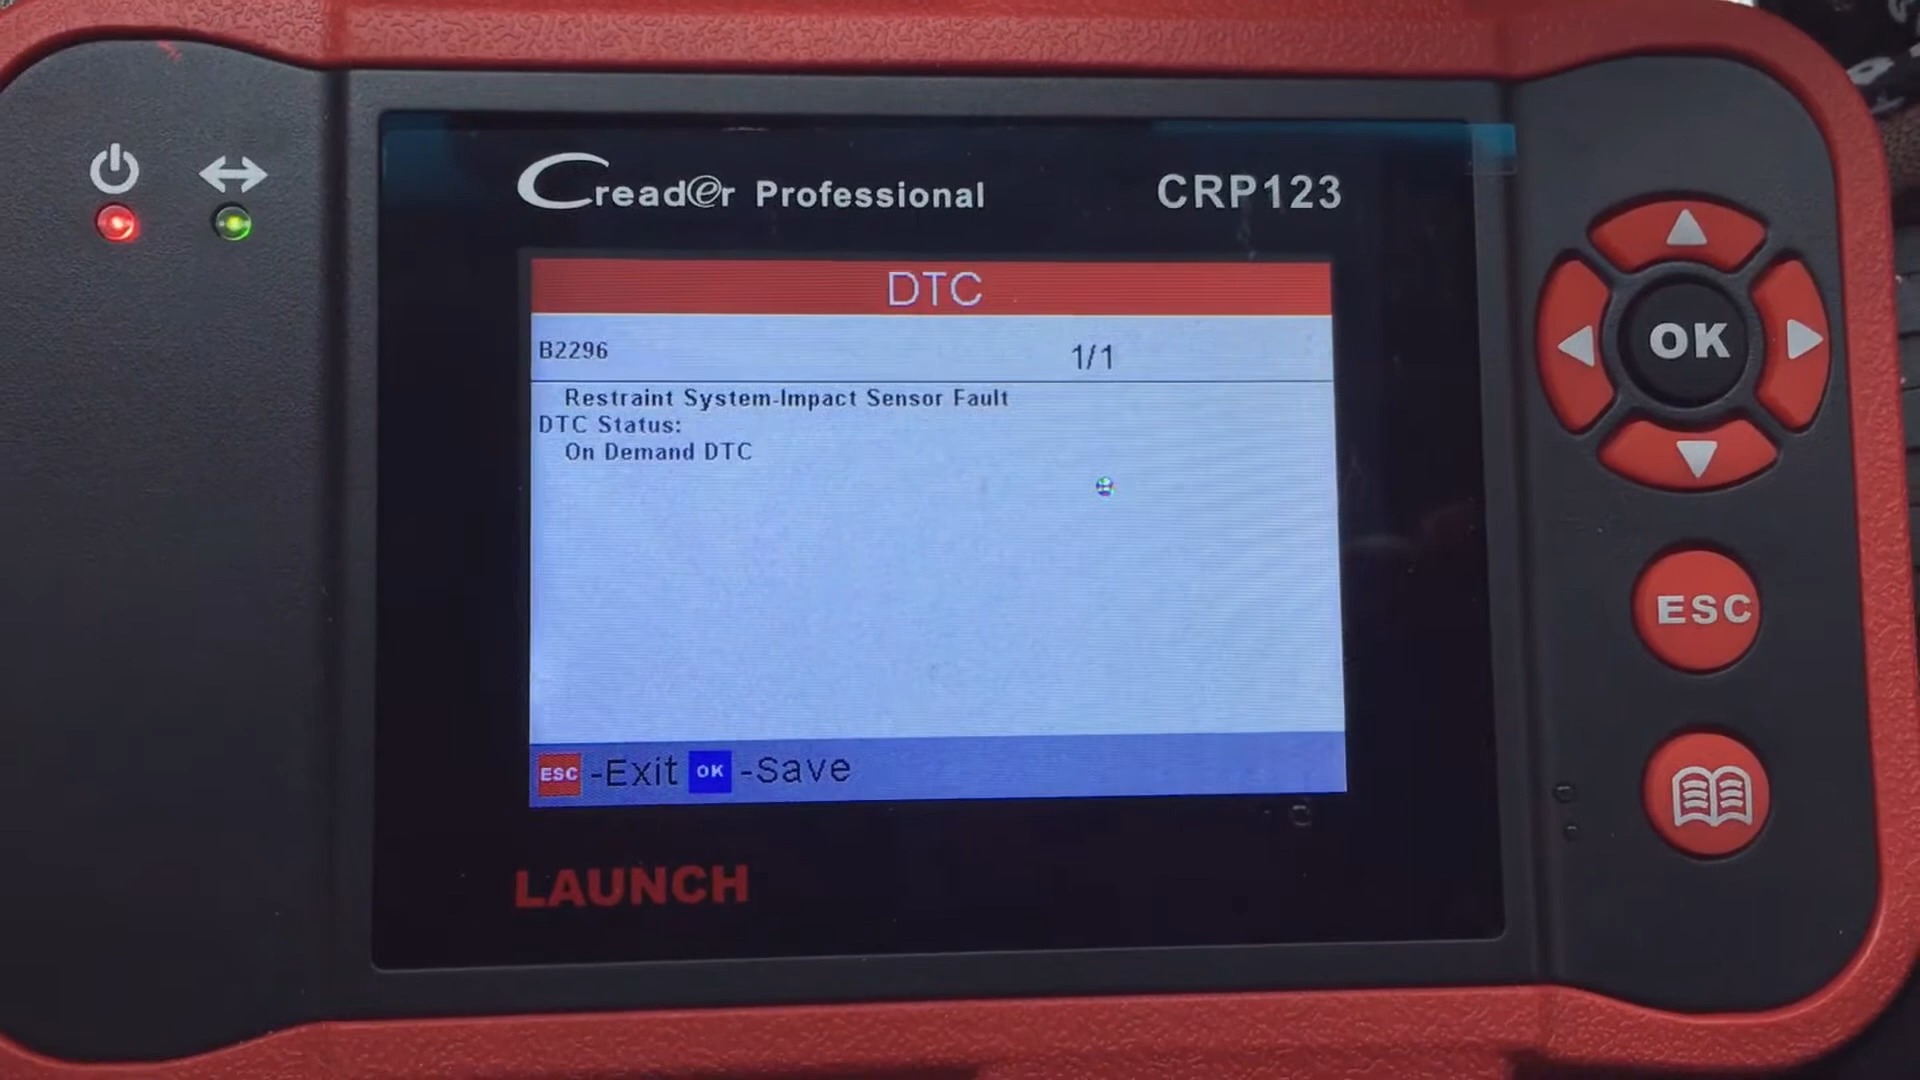 Creader Professional CRP123
DTC
B2296 1/1
Restraint System-Impact Sensor Fault
DTC Status:
On Demand DTC
ESC -Exit OK -Save
LAUNCH
OK
ESC